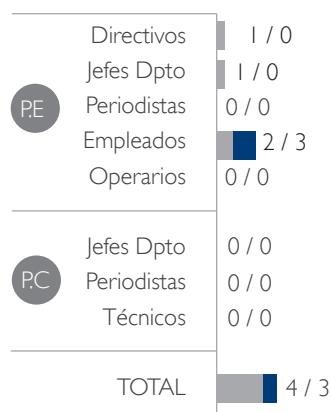 Directivos 1 / 0
Jefes Dpto 1 / 0
P.E Periodistas 0 / 0
Empleados 2 / 3
Operarios 0 / 0
Jefes Dpto 0 / 0
P.C Periodistas 0 / 0
Técnicos 0 / 0
TOTAL 4 / 3